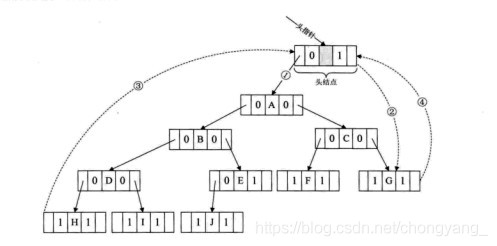 头指针
0 1
③ ① 头结点 ② ④
0 A 0
0 B 0 0 C 0
0 D 0 0 E 1 1 F 1 1 G 1
1 H 1 1 I 1 1 J 1
https://blog.csdn.net/chongyang_